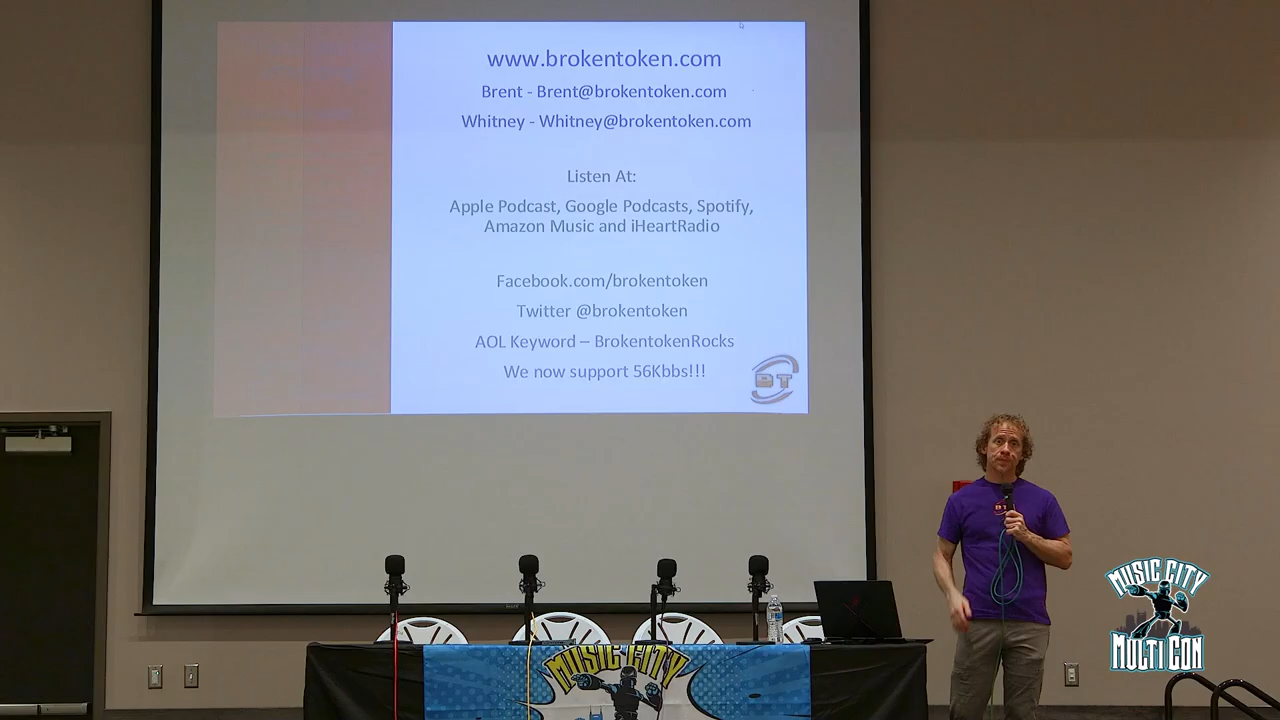 www.brokentoken.com
Brent - Brent@brokentoken.com
Whitney - Whitney@brokentoken.com
Listen At:
Apple Podcast, Google Podcasts, Spotify,
Amazon Music and iHeartRadio
Facebook.com/brokentoken
Twitter @brokentoken
AOL Keyword – BrokentokenRocks
We now support 56Kbbs!!!
BT
BT
MUSIC CITY
MULTI CON
MUSIC CITY